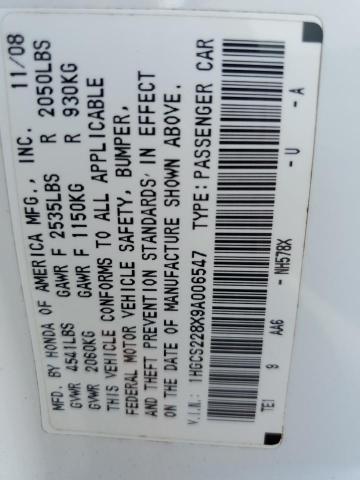 MFD. BY HONDA OF AMERICA MFG., INC. 11/08
GVWR 4541LBS GAWR F 2535LBS R 2050LBS
GVWR 2060KG GAWR F 1150KG R 930KG
THIS VEHICLE CONFORMS TO ALL APPLICABLE
FEDERAL MOTOR VEHICLE SAFETY, BUMPER,
AND THEFT PREVENTION STANDARDS IN EFFECT
ON THE DATE OF MANUFACTURE SHOWN ABOVE.
V.I.N.: 1HGCS228X9A006547 TYPE: PASSENGER CAR
TE1 9 AA6 -NH578X - U - A